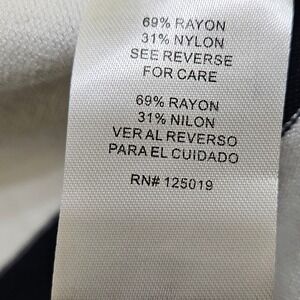 69% RAYON
31% NYLON
SEE REVERSE
FOR CARE
69% RAYON
31% NILON
VER AL REVERSO
PARA EL CUIDADO
RN# 125019